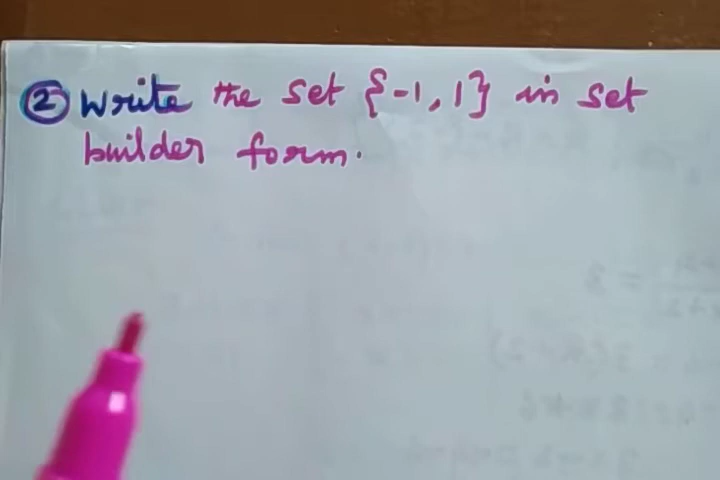 ② Write the set {-1, 1} in set
builder form.